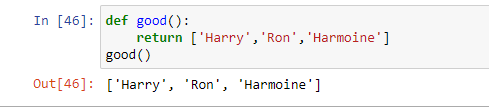 In [46]: def good():
    return ['Harry','Ron','Harmoine']
good()
Out[46]: ['Harry', 'Ron', 'Harmoine']